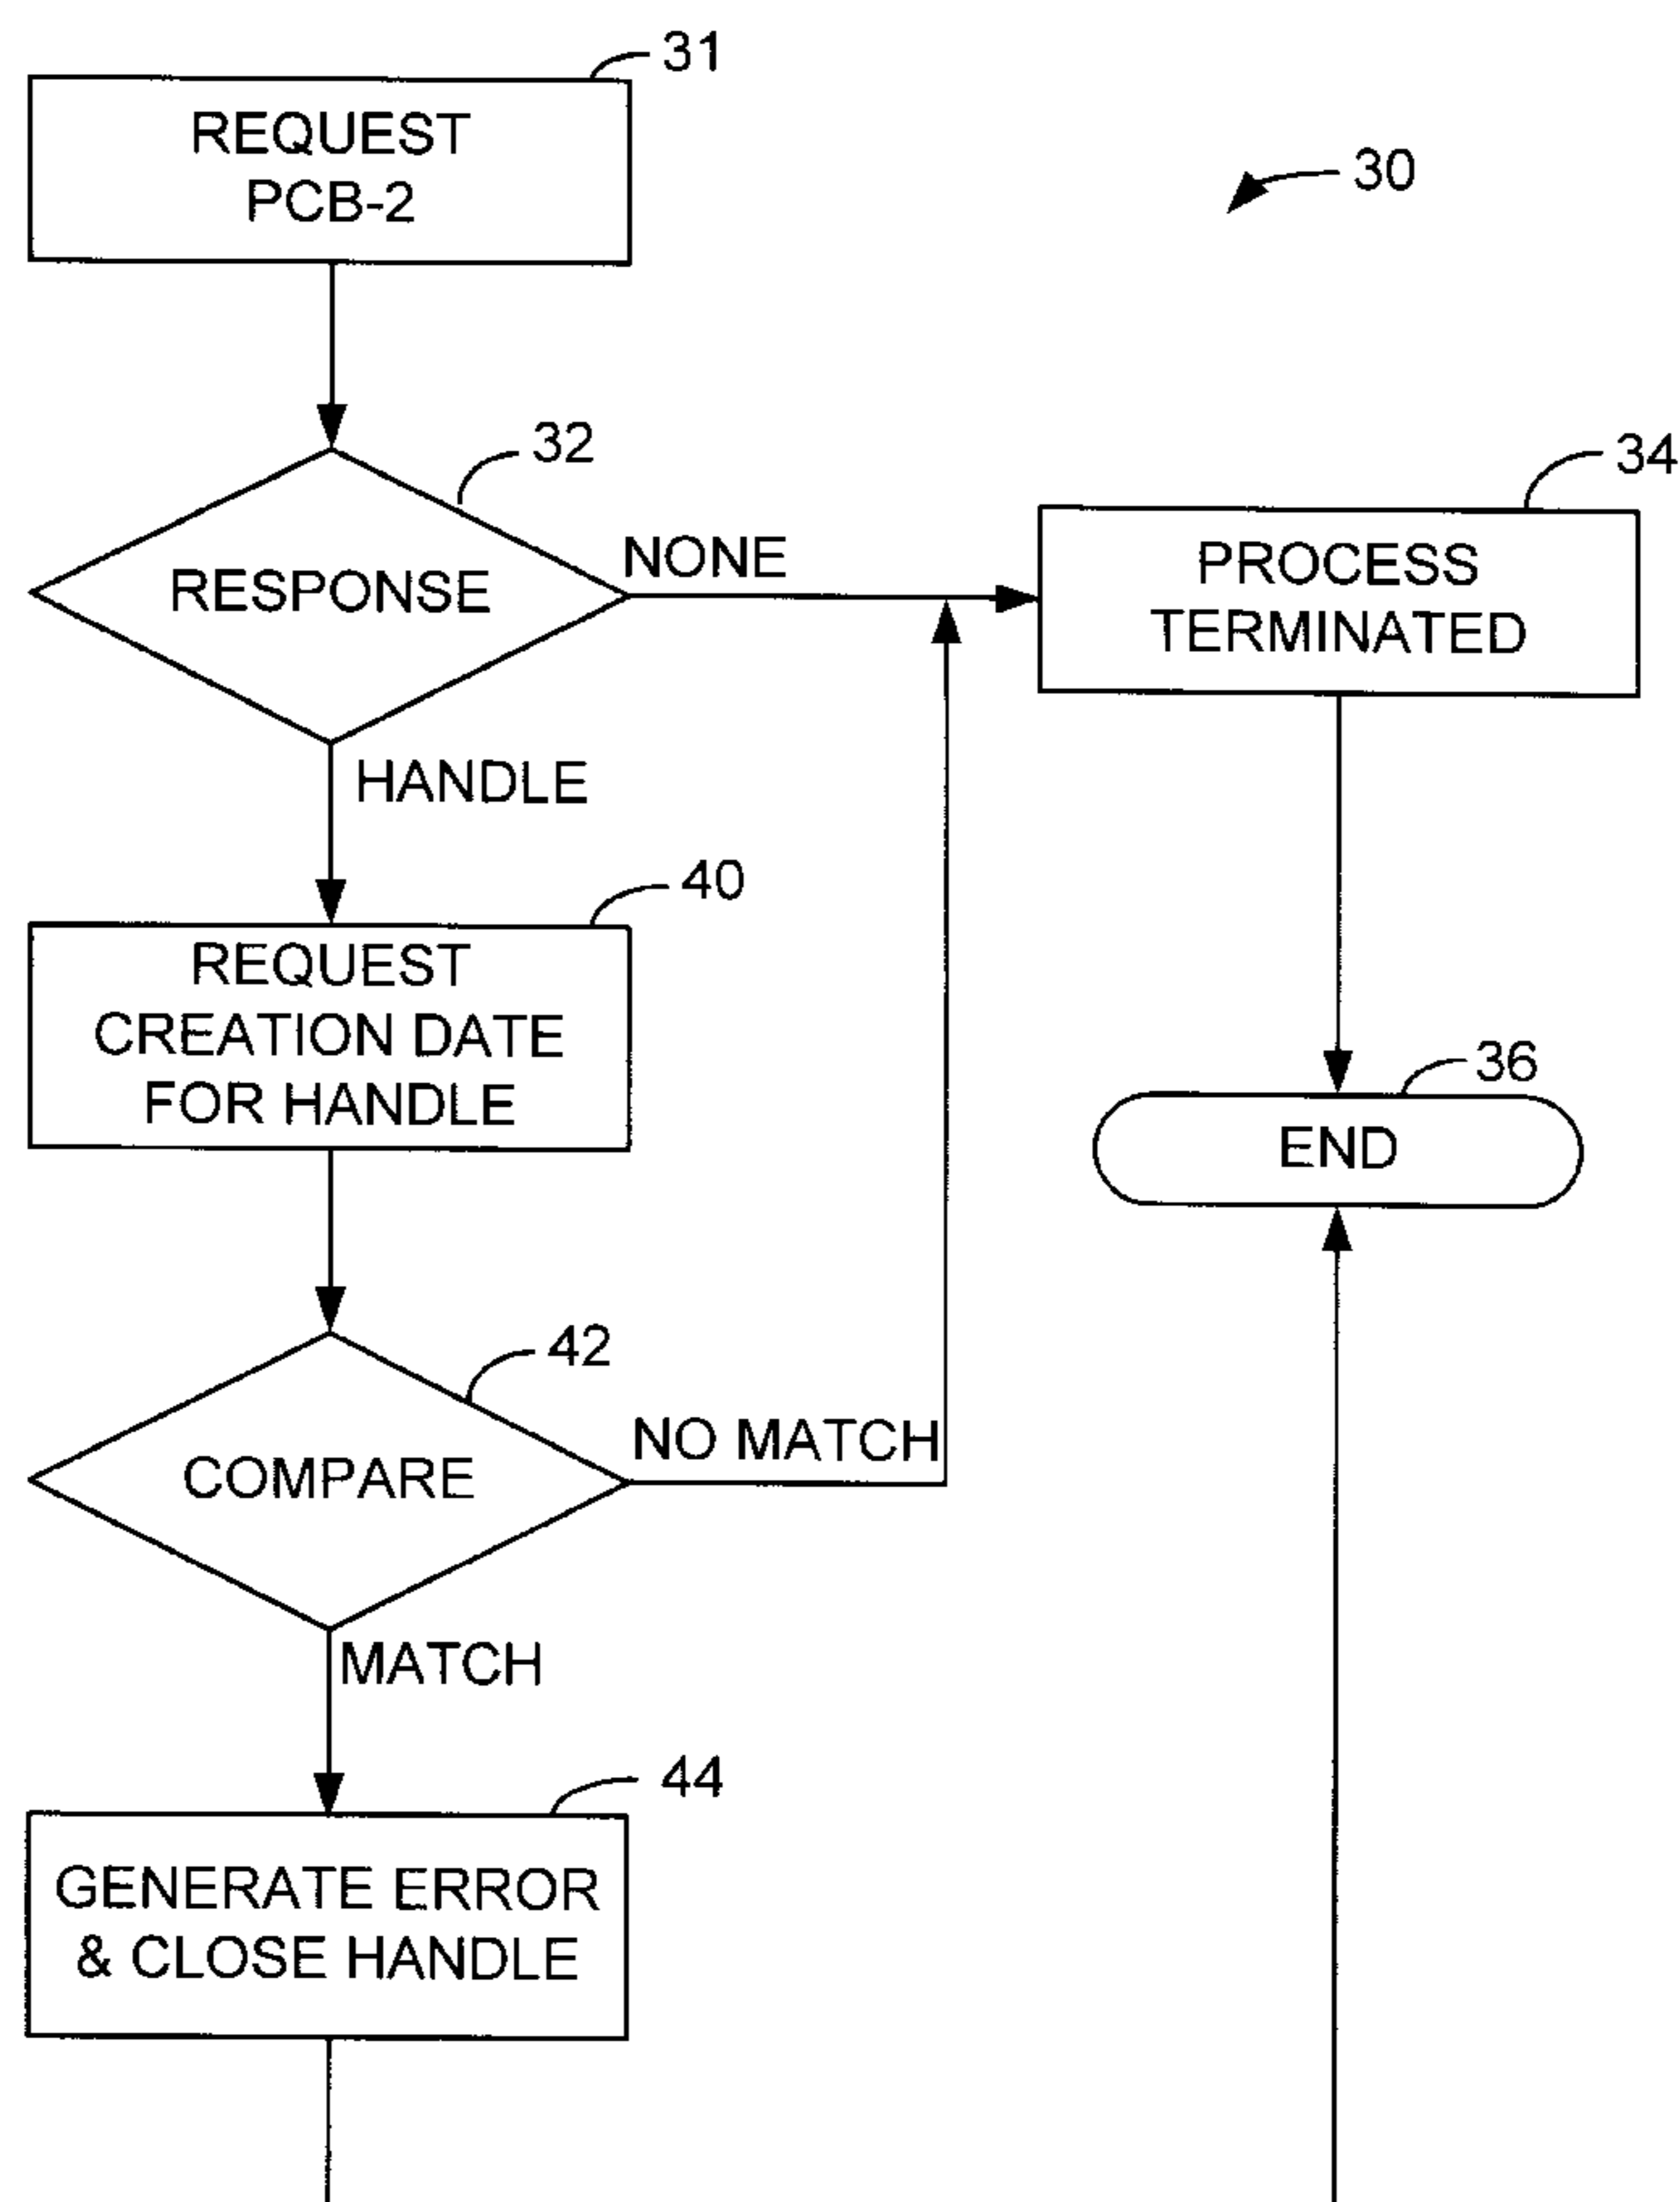 31
REQUEST
PCB-2
30
32
RESPONSE
NONE
34
PROCESS
TERMINATED
HANDLE
40
REQUEST
CREATION DATE
FOR HANDLE
36
END
42
COMPARE
NO MATCH
MATCH
44
GENERATE ERROR
& CLOSE HANDLE